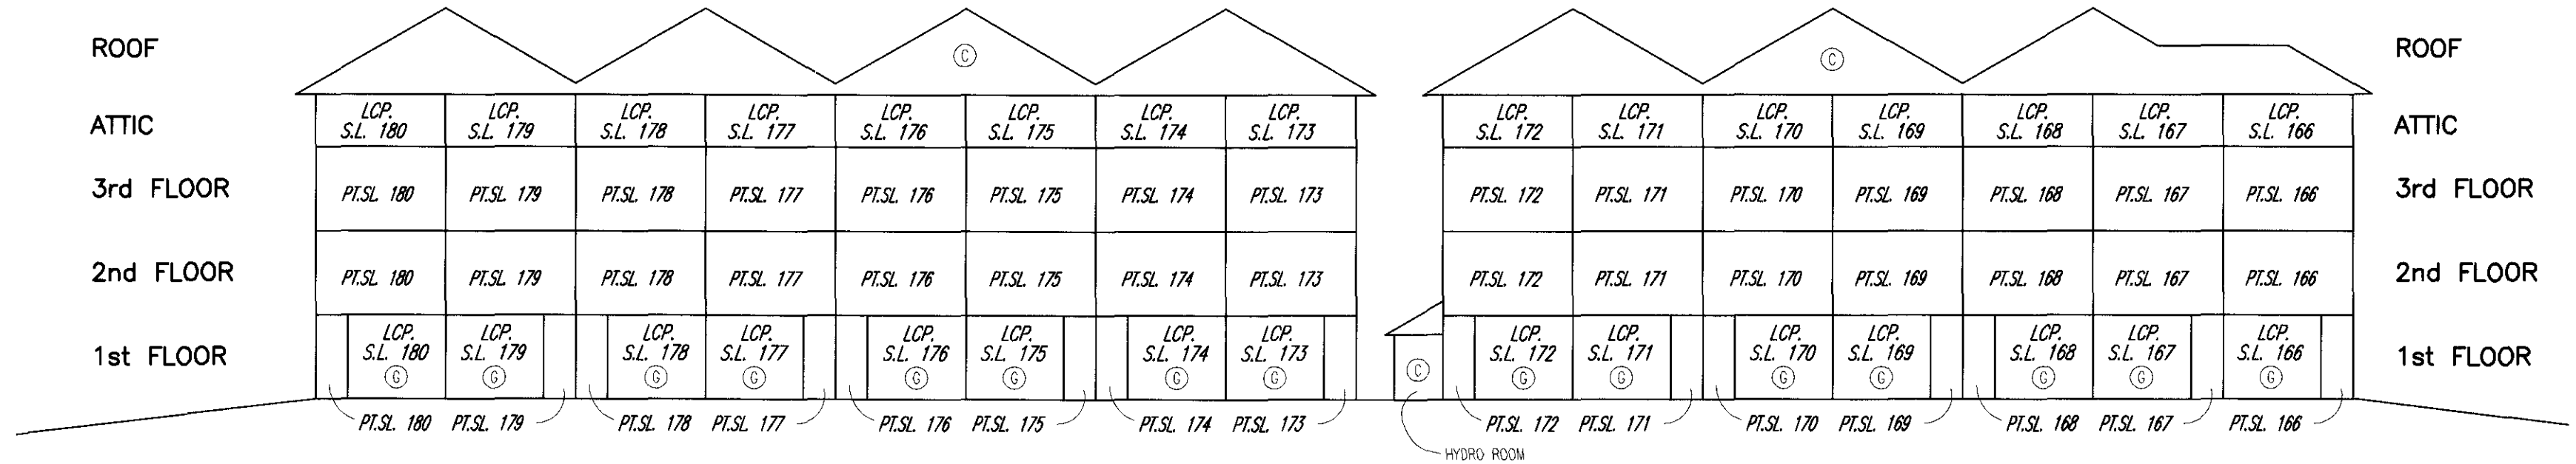 ROOF C C ROOF
ATTIC LCP. LCP. LCP. LCP. LCP. LCP. LCP. LCP. LCP. LCP. LCP. LCP. LCP. LCP. LCP. ATTIC
S.L. 180 S.L. 179 S.L. 178 S.L. 177 S.L. 176 S.L. 175 S.L. 174 S.L. 173 S.L. 172 S.L. 171 S.L. 170 S.L. 169 S.L. 168 S.L. 167 S.L. 166
3rd FLOOR PT.SL. 180 PT.SL. 179 PT.SL. 178 PT.SL. 177 PT.SL. 176 PT.SL. 175 PT.SL. 174 PT.SL. 173 PT.SL. 172 PT.SL. 171 PT.SL. 170 PT.SL. 169 PT.SL. 168 PT.SL. 167 PT.SL. 166 3rd FLOOR
2nd FLOOR PT.SL. 180 PT.SL. 179 PT.SL. 178 PT.SL. 177 PT.SL. 176 PT.SL. 175 PT.SL. 174 PT.SL. 173 PT.SL. 172 PT.SL. 171 PT.SL. 170 PT.SL. 169 PT.SL. 168 PT.SL. 167 PT.SL. 166 2nd FLOOR
LCP. LCP. LCP. LCP. LCP. LCP. LCP. LCP. LCP. LCP. LCP. LCP. LCP. LCP. LCP.
1st FLOOR S.L. 180 S.L. 179 S.L. 178 S.L. 177 S.L. 176 S.L. 175 S.L. 174 S.L. 173 S.L. 172 S.L. 171 S.L. 170 S.L. 169 S.L. 168 S.L. 167 S.L. 166 1st FLOOR
G G G G G G G G C G G G G G G G
PT.SL. 180 PT.SL. 179 PT.SL. 178 PT.SL. 177 PT.SL. 176 PT.SL. 175 PT.SL. 174 PT.SL. 173 PT.SL. 172 PT.SL. 171 PT.SL. 170 PT.SL. 169 PT.SL. 168 PT.SL. 167 PT.SL. 166
HYDRO ROOM